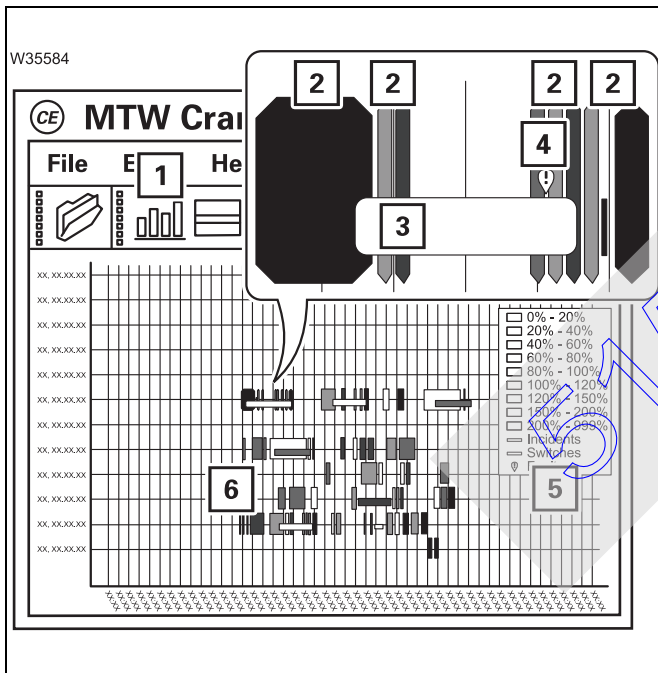 W35584
2 2 2 2
4
3
CE MTW Cra
File E 1 He
xx, xx.xx.xx
xx, xx.xx.xx
xx, xx.xx.xx
xx, xx.xx.xx
xx, xx.xx.xx
xx, xx.xx.xx
xx, xx.xx.xx
xx, xx.xx.xx
xx, xx.xx.xx
xx, xx.xx.xx
xx, xx.xx.xx
xx, xx.xx.xx
0% - 20%
20% - 40%
40% - 60%
60% - 80%
80% - 100%
100% - 120%
120% - 150%
150% - 200%
200% - 999%
Incidents
Switches
5
6